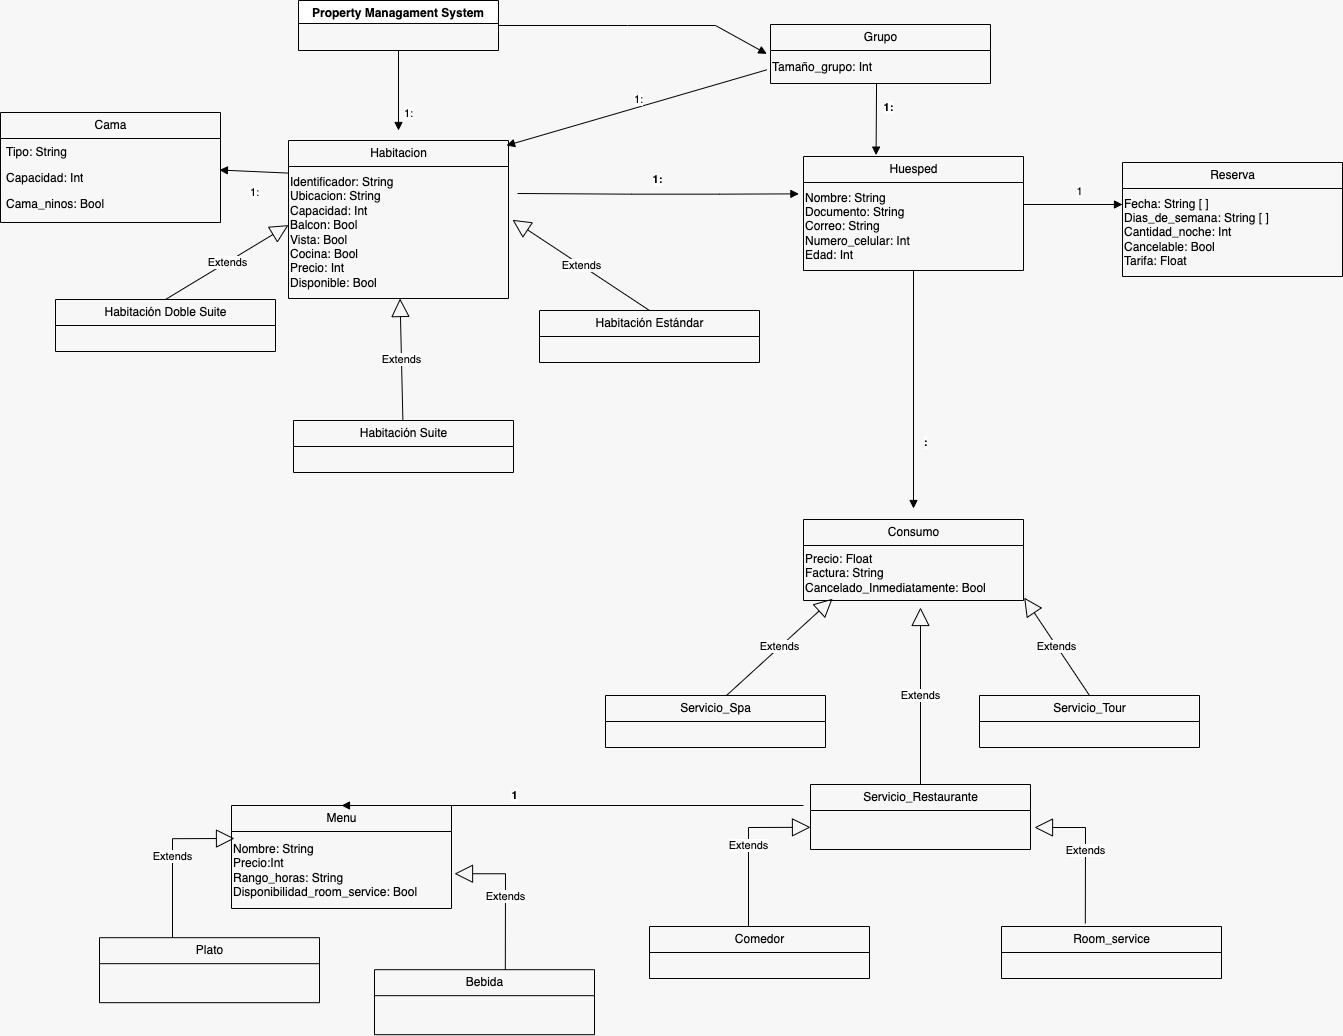 Property Managament System
Grupo
Tamaño_grupo: Int
1:
1:
1:
Cama
Tipo: String
Capacidad: Int
Cama_ninos: Bool
1:
Habitacion
Identificador: String
Ubicacion: String
Capacidad: Int
Balcon: Bool
Vista: Bool
Cocina: Bool
Precio: Int
Disponible: Bool
1:
Huesped
Nombre: String
Documento: String
Correo: String
Numero_celular: Int
Edad: Int
1
Reserva
Fecha: String [ ]
Dias_de_semana: String [ ]
Cantidad_noche: Int
Cancelable: Bool
Tarifa: Float
Extends
Extends
Habitación Doble Suite
Habitación Estándar
Extends
Habitación Suite
:
Consumo
Precio: Float
Factura: String
Cancelado_Inmediatamente: Bool
Extends
Extends
Extends
Servicio_Spa
Servicio_Tour
1
Servicio_Restaurante
Menu
Nombre: String
Precio:Int
Rango_horas: String
Disponibilidad_room_service: Bool
Extends
Extends
Extends
Extends
Plato
Bebida
Comedor
Room_service